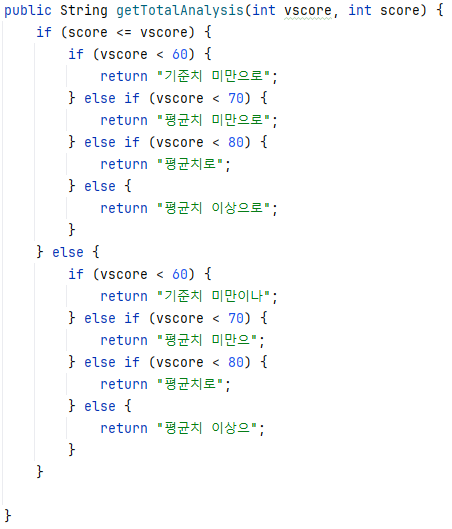 public String getTotalAnalysis(int vscore, int score) {
    if (score <= vscore) {
        if (vscore < 60) {
            return "기준치 미만으로";
        } else if (vscore < 70) {
            return "평균치 미만으로";
        } else if (vscore < 80) {
            return "평균치로";
        } else {
            return "평균치 이상으로";
        }
    } else {
        if (vscore < 60) {
            return "기준치 미만이나";
        } else if (vscore < 70) {
            return "평균치 미만으";
        } else if (vscore < 80) {
            return "평균치로";
        } else {
            return "평균치 이상으";
        }
    }
}